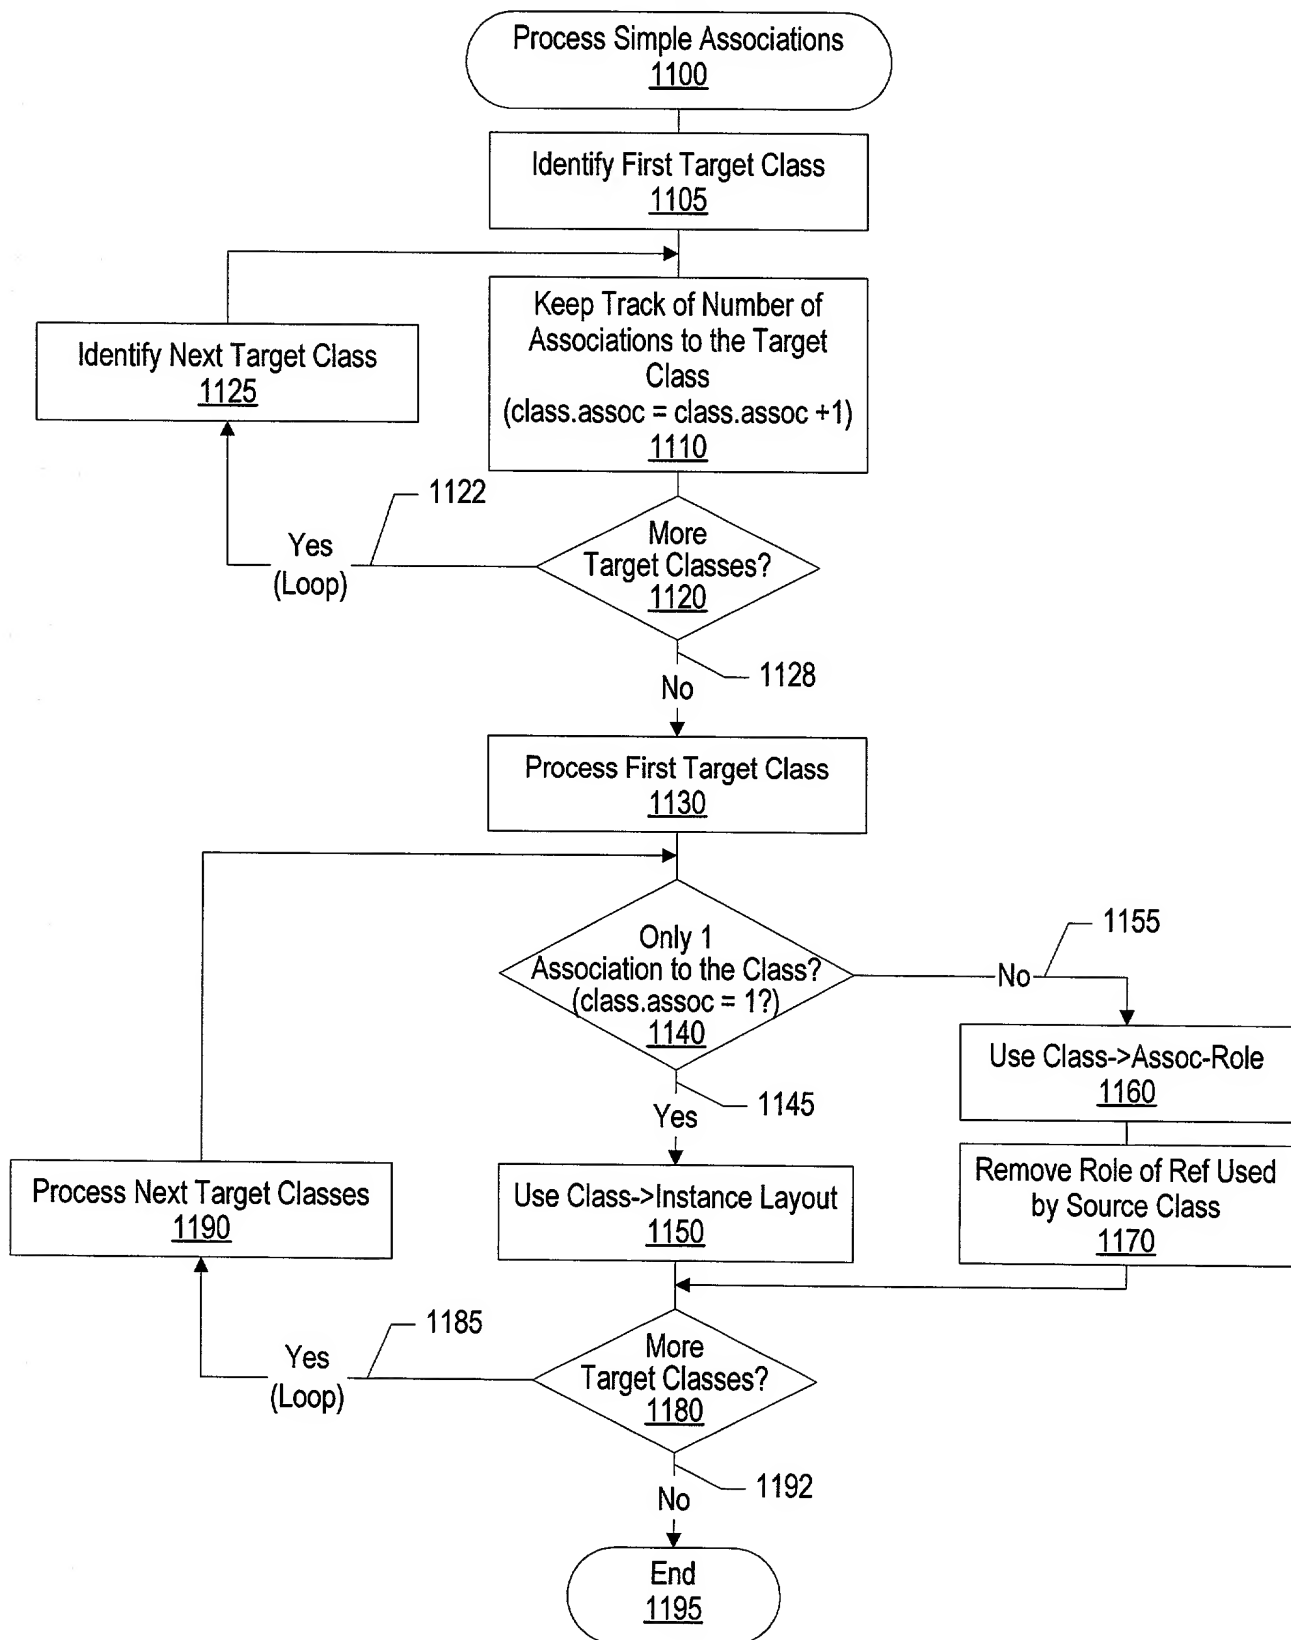 Process Simple Associations
1100
Identify First Target Class
1105
Keep Track of Number of
Associations to the Target
Class
(class.assoc = class.assoc +1)
1110
Identify Next Target Class
1125
1122
Yes
(Loop)
More
Target Classes?
1120
1128
No
Process First Target Class
1130
Only 1
Association to the Class?
(class.assoc = 1?)
1140
1155
No
Use Class->Assoc-Role
1160
1145
Yes
Remove Role of Ref Used
by Source Class
1170
Process Next Target Classes
1190
Use Class->Instance Layout
1150
1185
Yes
(Loop)
More
Target Classes?
1180
1192
No
End
1195